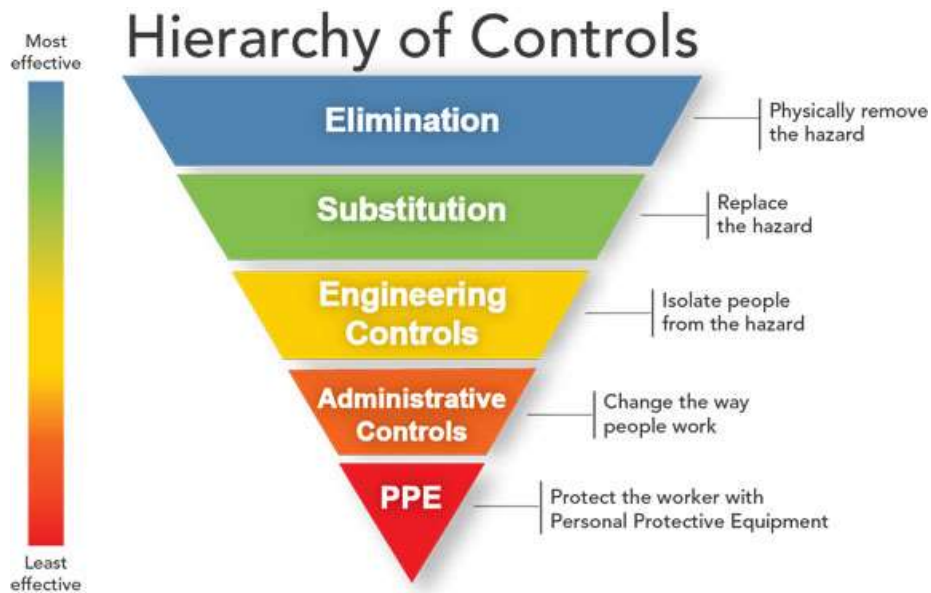 Hierarchy of Controls
Most
effective
Elimination
Physically remove
the hazard
Substitution
Replace
the hazard
Engineering
Controls
Isolate people
from the hazard
Administrative
Controls
Change the way
people work
PPE
Protect the worker with
Personal Protective Equipment
Least
effective